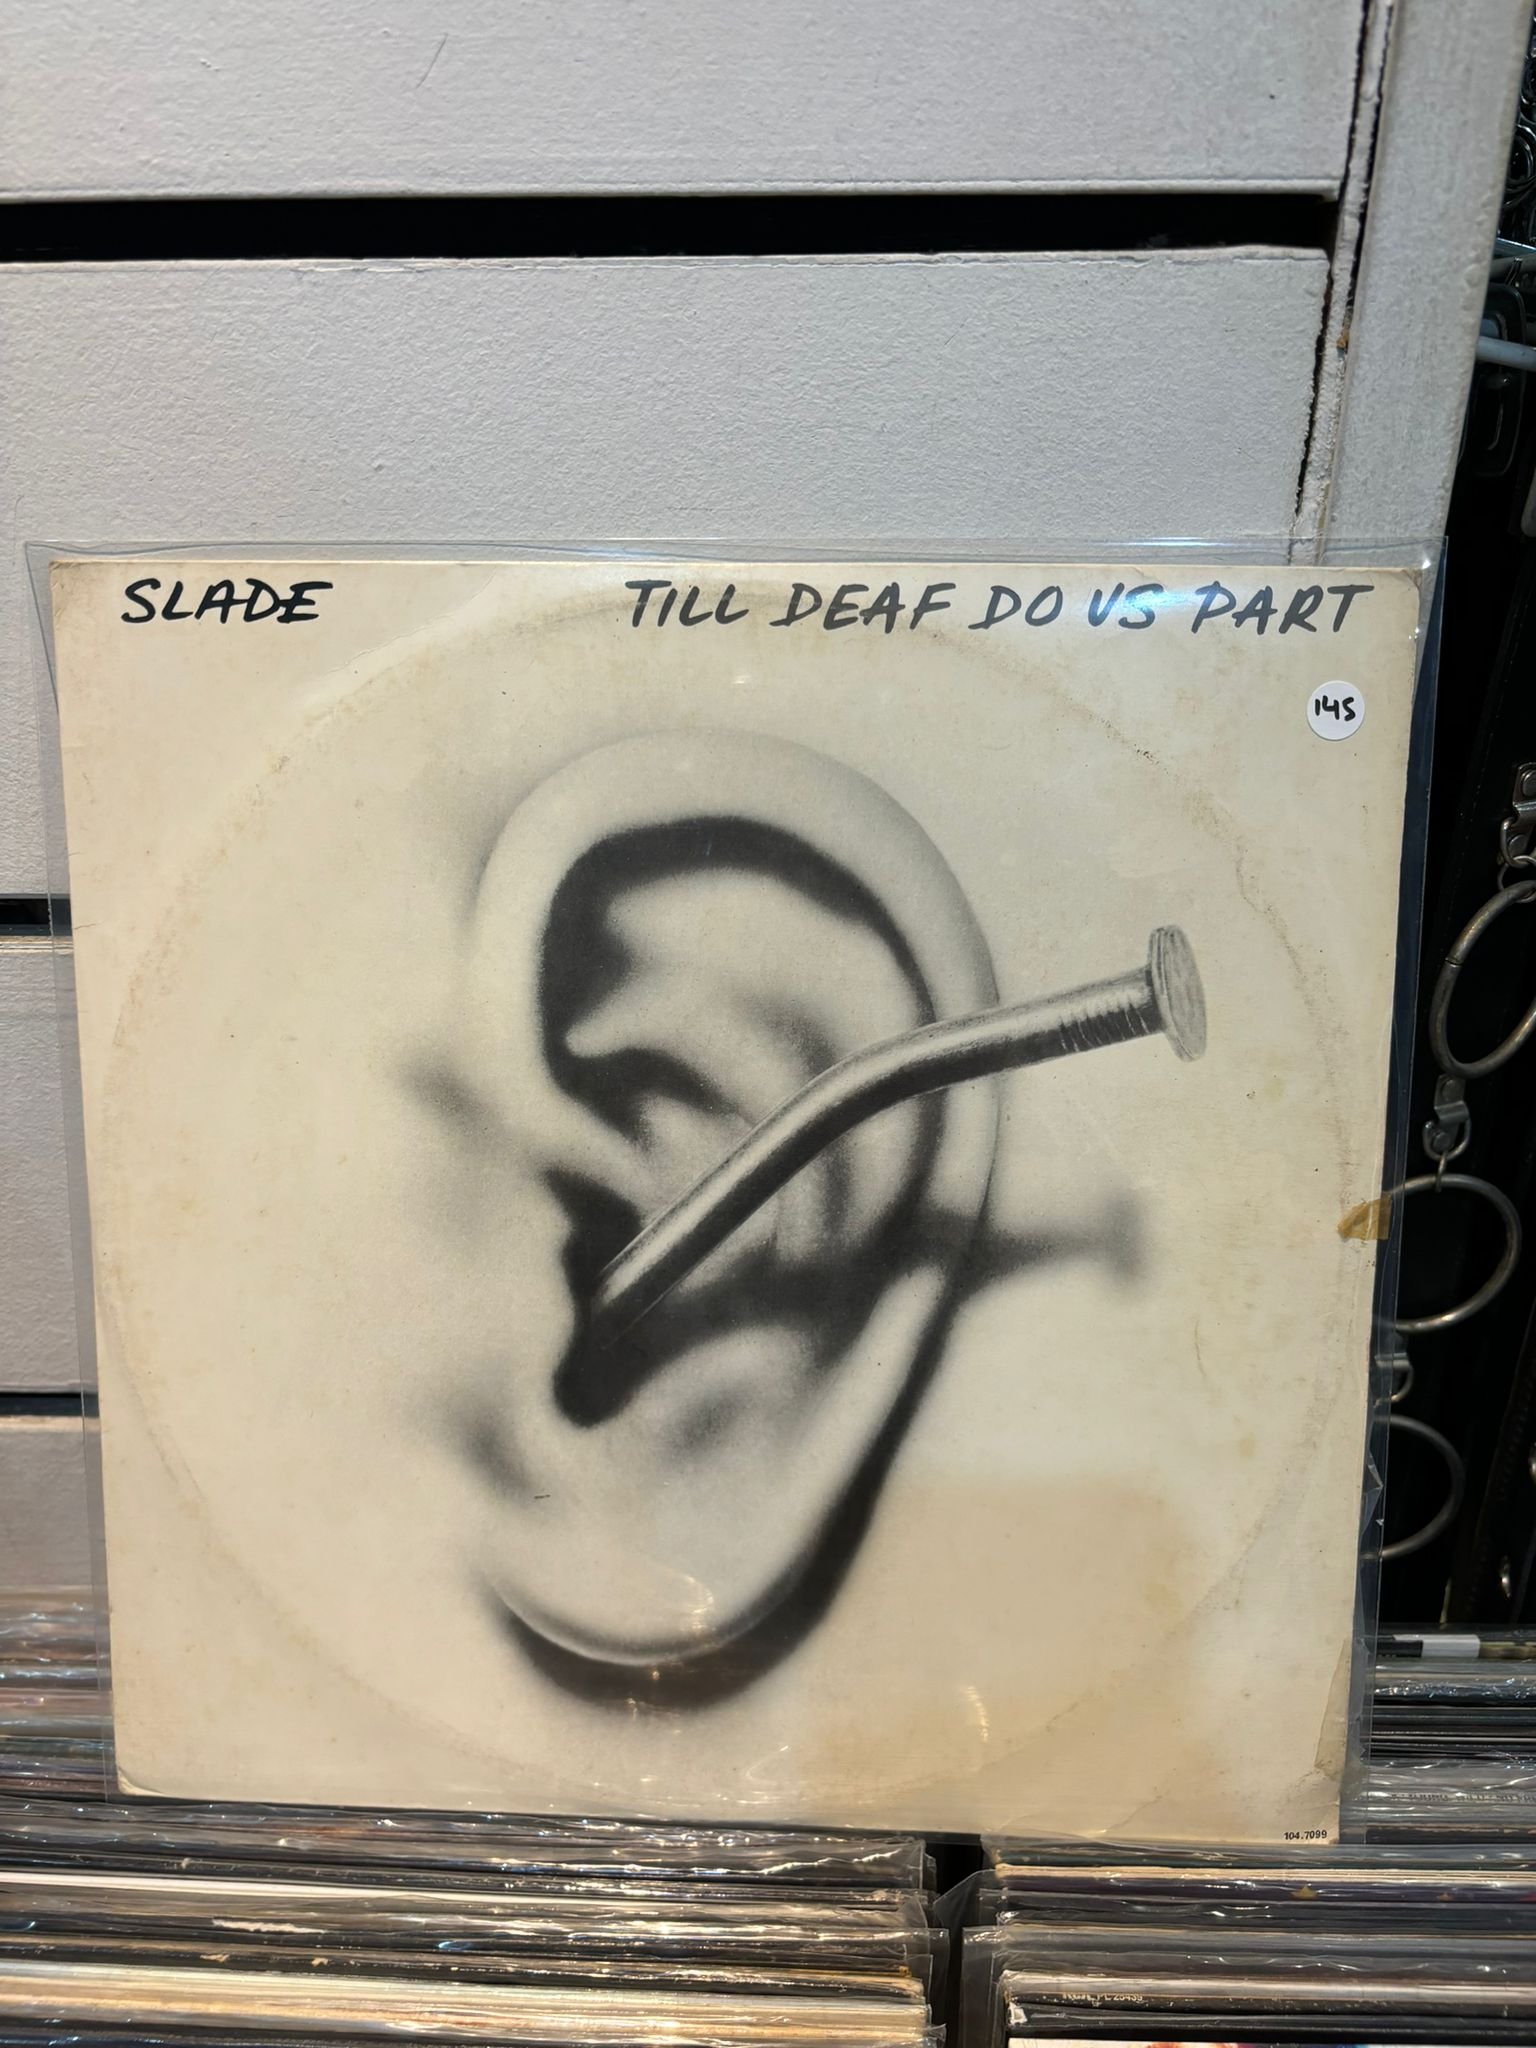 SLADE TILL DEAF DO US PART
145
104.7099